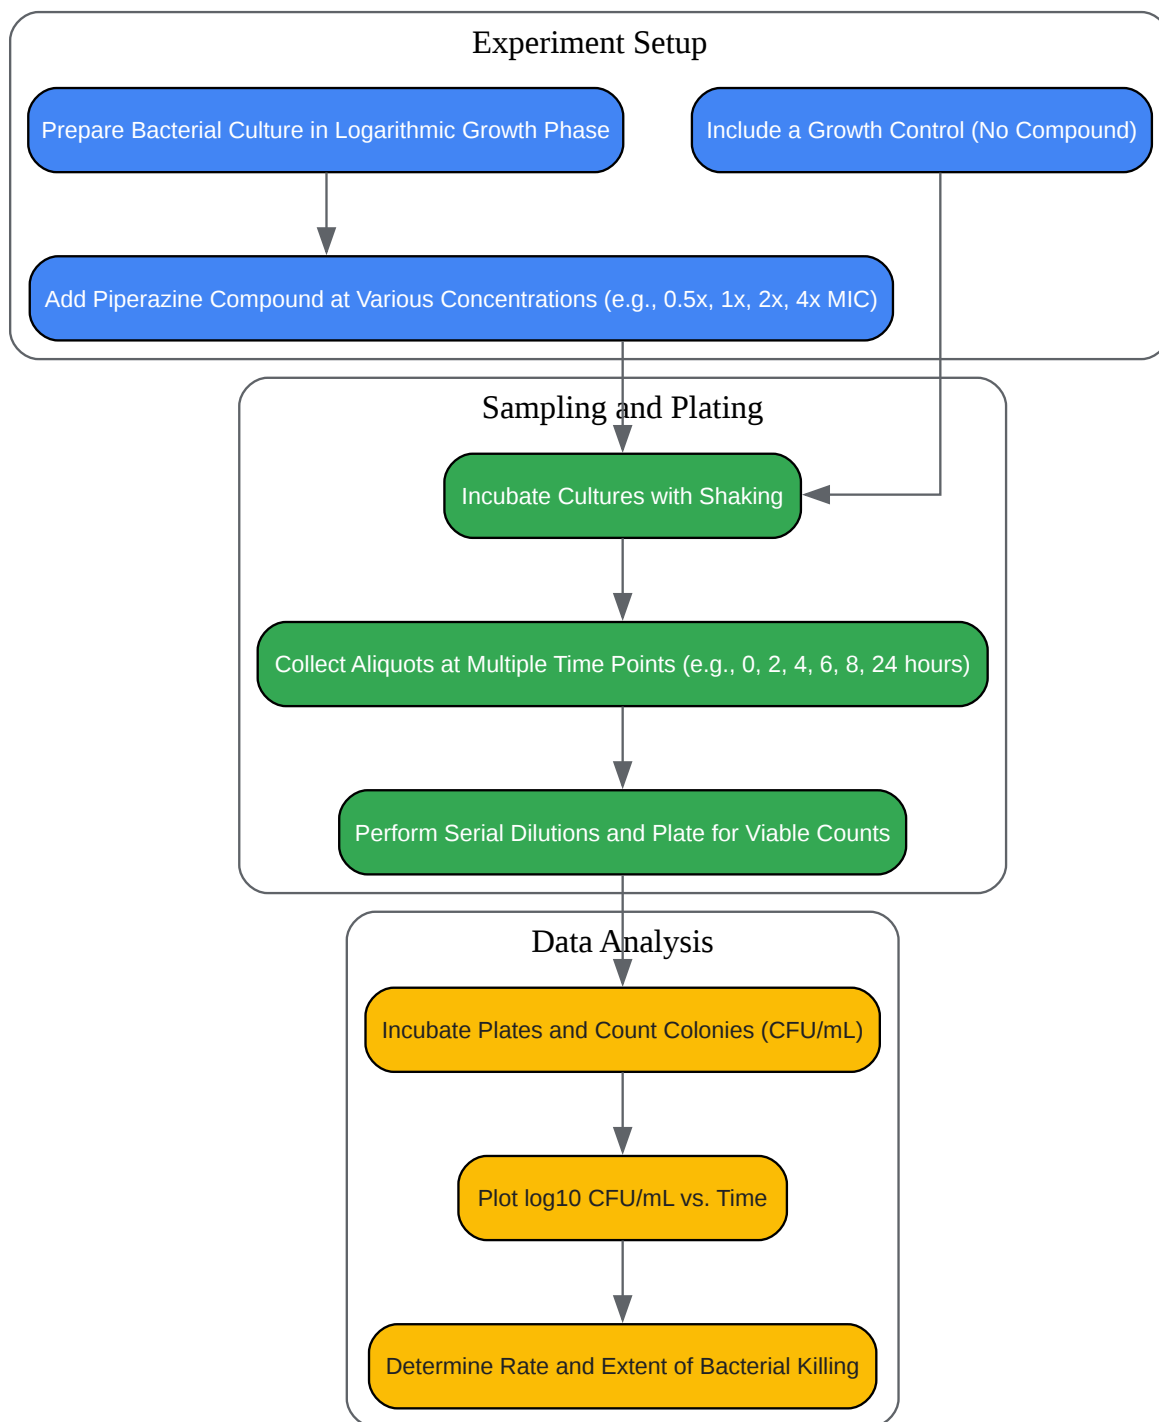 Experiment Setup
Prepare Bacterial Culture in Logarithmic Growth Phase
Include a Growth Control (No Compound)
Add Piperazine Compound at Various Concentrations (e.g., 0.5x, 1x, 2x, 4x MIC)
Sampling and Plating
Incubate Cultures with Shaking
Collect Aliquots at Multiple Time Points (e.g., 0, 2, 4, 6, 8, 24 hours)
Perform Serial Dilutions and Plate for Viable Counts
Data Analysis
Incubate Plates and Count Colonies (CFU/mL)
Plot log10 CFU/mL vs. Time
Determine Rate and Extent of Bacterial Killing